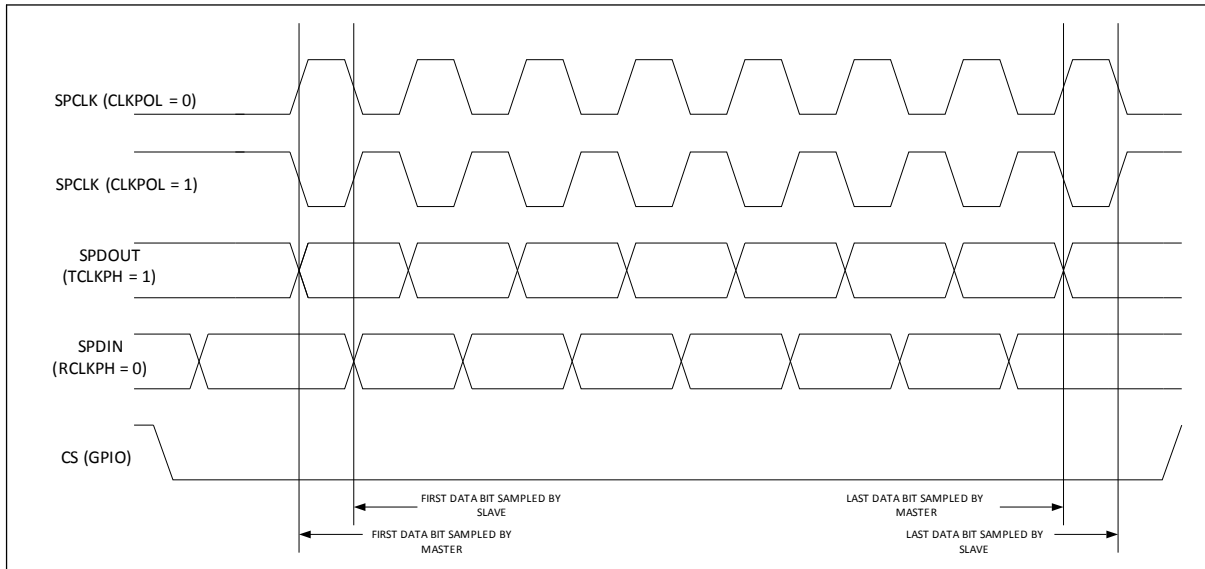 SPCLK (CLKPOL = 0)
SPCLK (CLKPOL = 1)
SPDOUT
(TCLKPH = 1)
SPDIN
(RCLKPH = 0)
CS (GPIO)
FIRST DATA BIT SAMPLED BY
SLAVE
LAST DATA BIT SAMPLED BY
MASTER
FIRST DATA BIT SAMPLED BY
MASTER
LAST DATA BIT SAMPLED BY
SLAVE